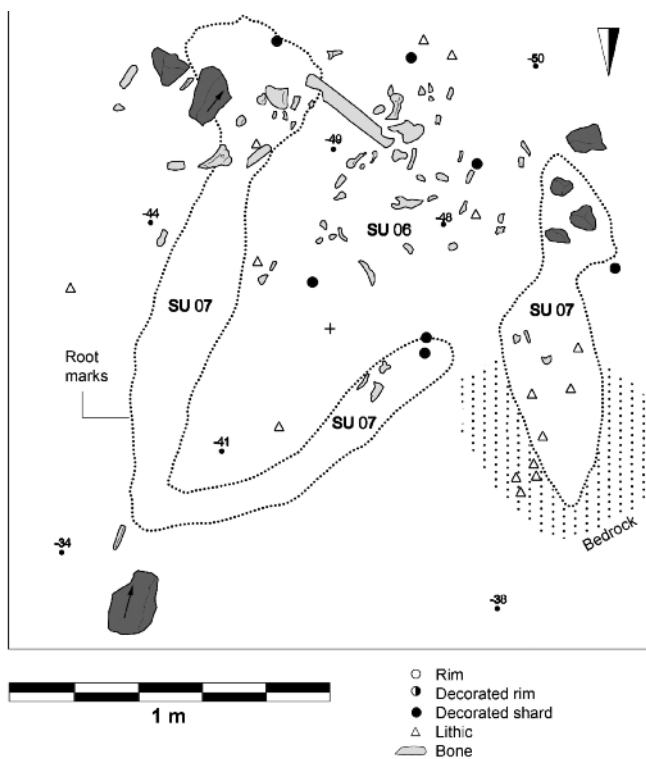 -50
-49
-44
-48
SU 06
SU 07
SU 07
Root
marks
SU 07
-41
Bedrock
-34
-38
1 m
Rim
Decorated rim
Decorated shard
Lithic
Bone